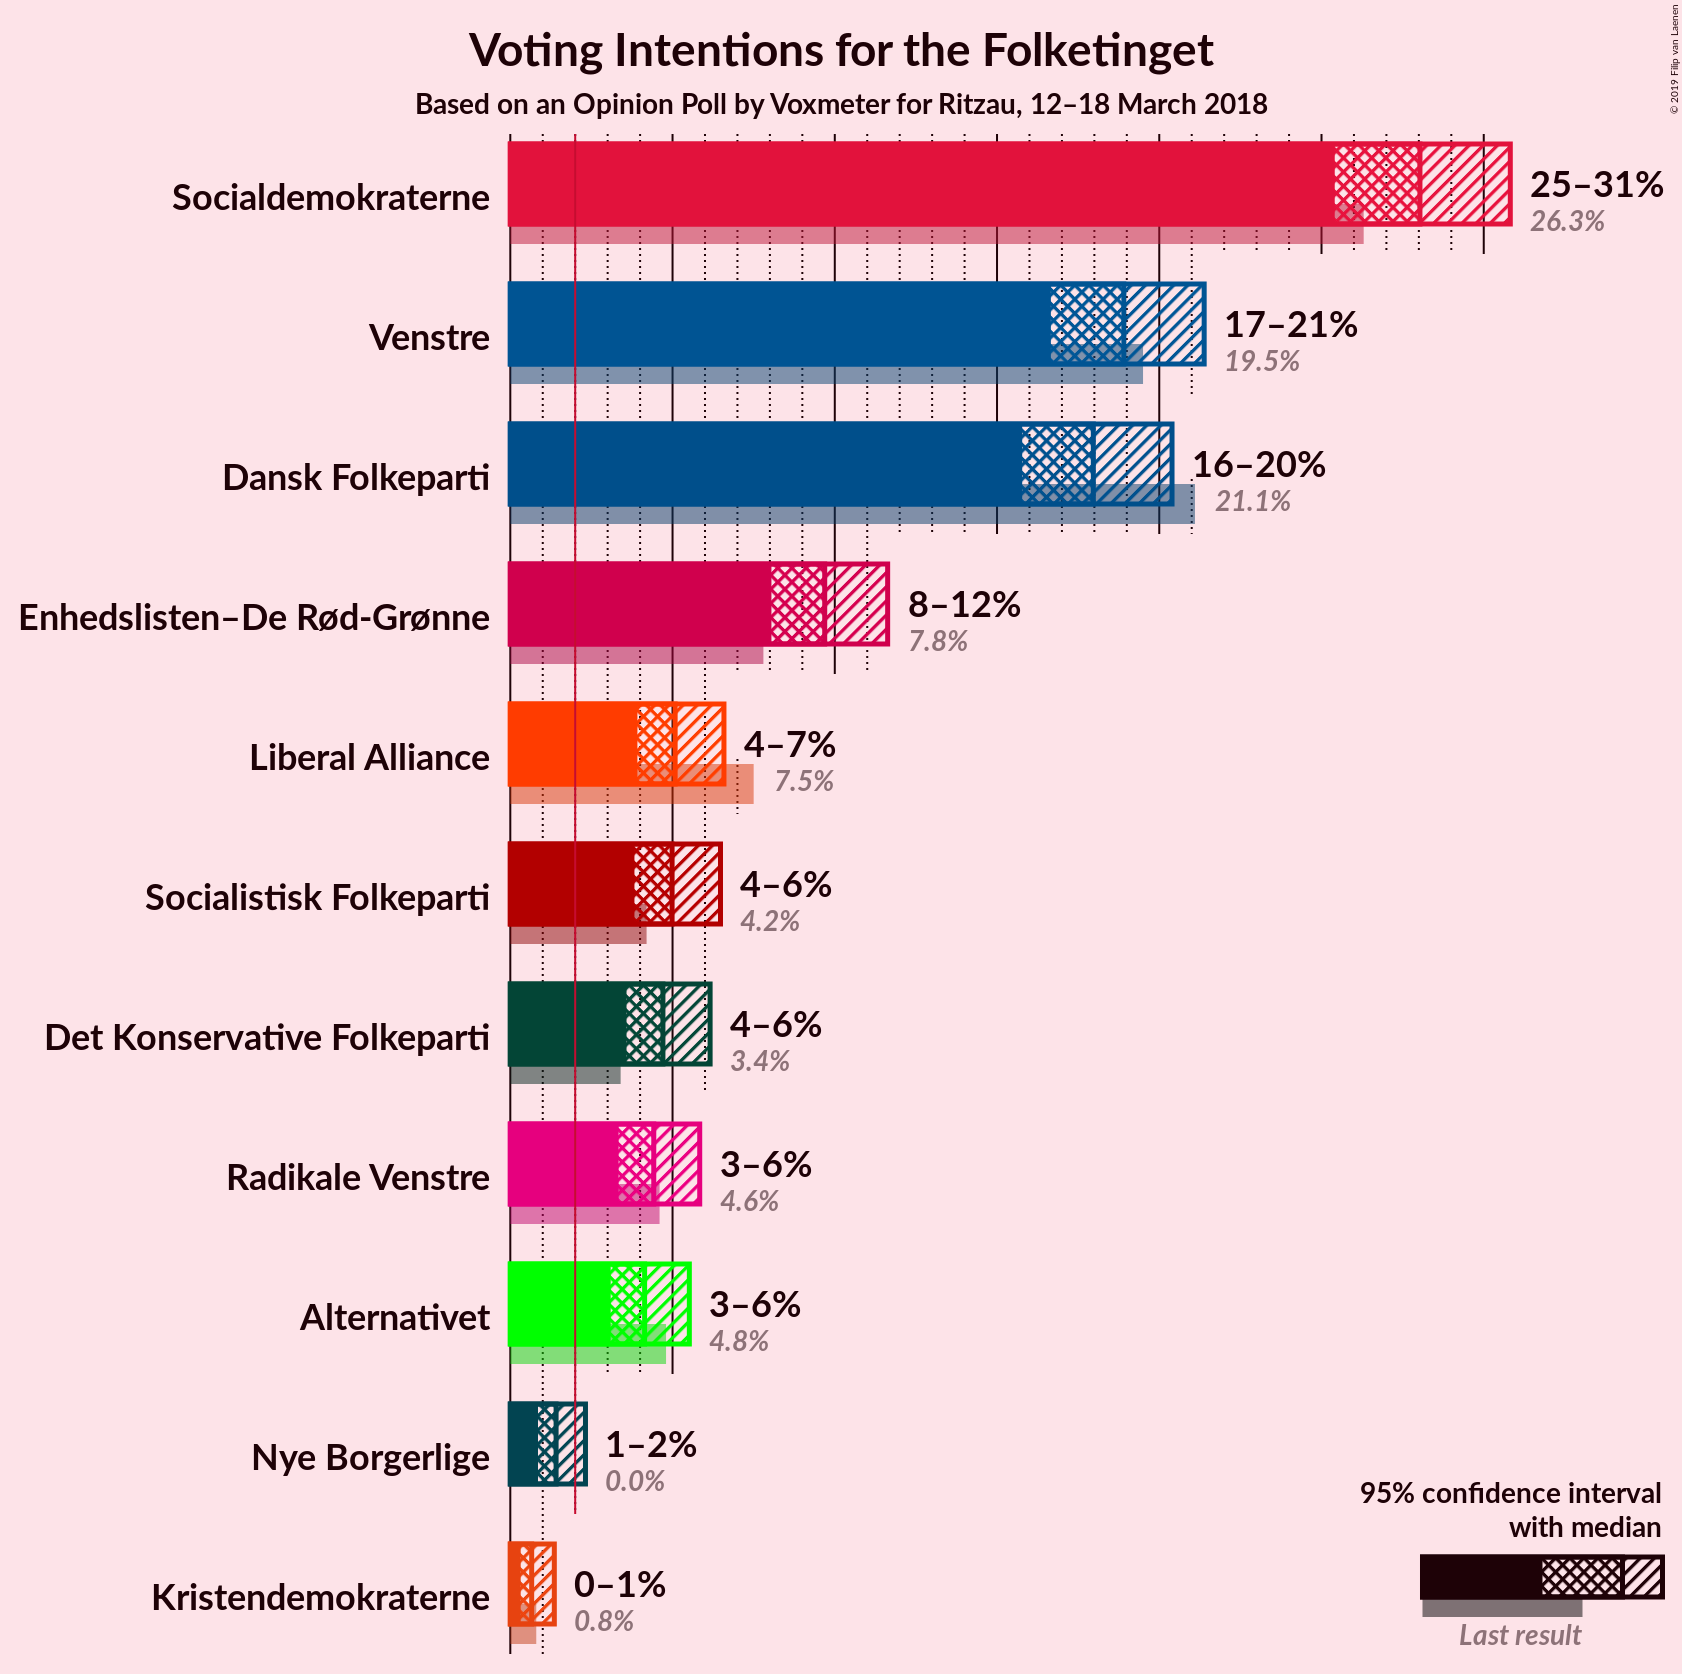 Voting Intentions for the Folketinget
Based on an Opinion Poll by Voxmeter for Ritzau, 12–18 March 2018
© 2019 Filip van Laenen
Socialdemokraterne
25–31%
26.3%
Venstre
17–21%
19.5%
Dansk Folkeparti
16–20%
21.1%
Enhedslisten–De Rød-Grønne
8–12%
7.8%
Liberal Alliance
4–7%
7.5%
Socialistisk Folkeparti
4–6%
4.2%
Det Konservative Folkeparti
4–6%
3.4%
Radikale Venstre
3–6%
4.6%
Alternativet
3–6%
4.8%
Nye Borgerlige
1–2%
0.0%
Kristendemokraterne
0–1%
0.8%
95% confidence interval
with median
Last result